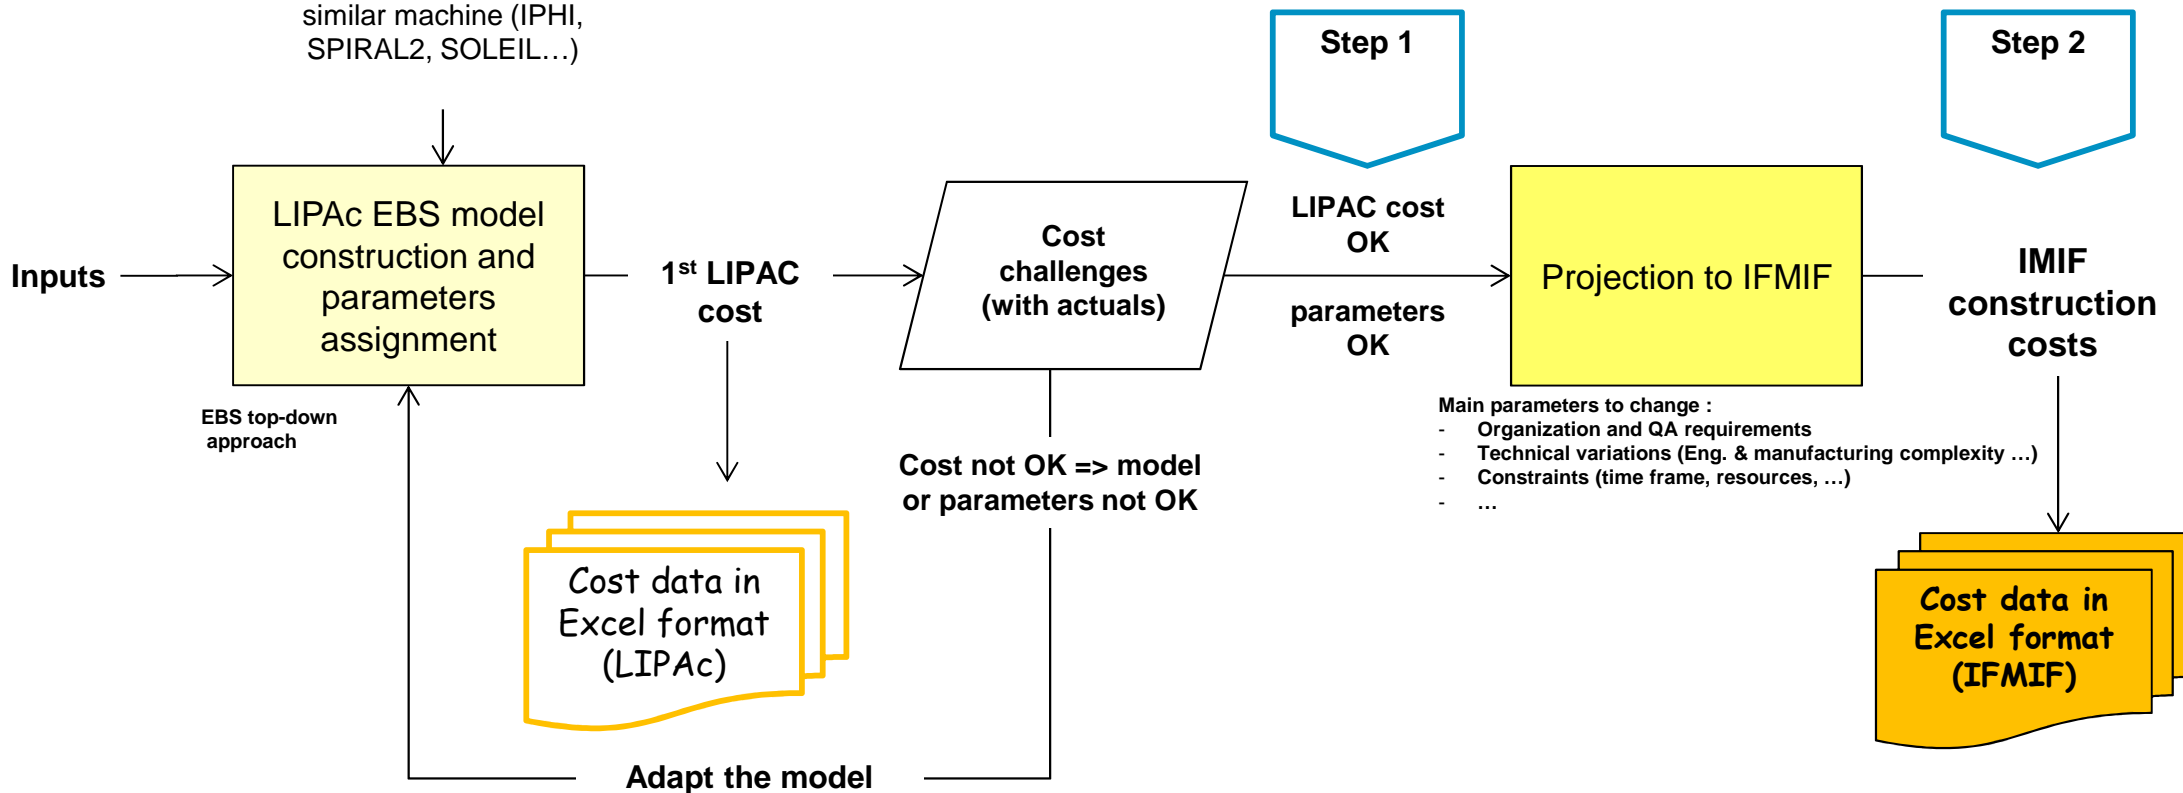 similar machine (IPHI,
SPIRAL2, SOLEIL…)
Step 1
Step 2
Inputs
LIPAc EBS model
construction and
parameters
assignment
1st LIPAC
cost
Cost
challenges
(with actuals)
LIPAC cost
OK
parameters
OK
Projection to IFMIF
IMIF
construction
costs
EBS top-down
approach
Main parameters to change :
- Organization and QA requirements
- Technical variations (Eng. & manufacturing complexity …)
- Constraints (time frame, resources, …)
- …
Cost not OK => model
or parameters not OK
Cost data in
Excel format
(LIPAc)
Cost data in
Excel format
(IFMIF)
Adapt the model